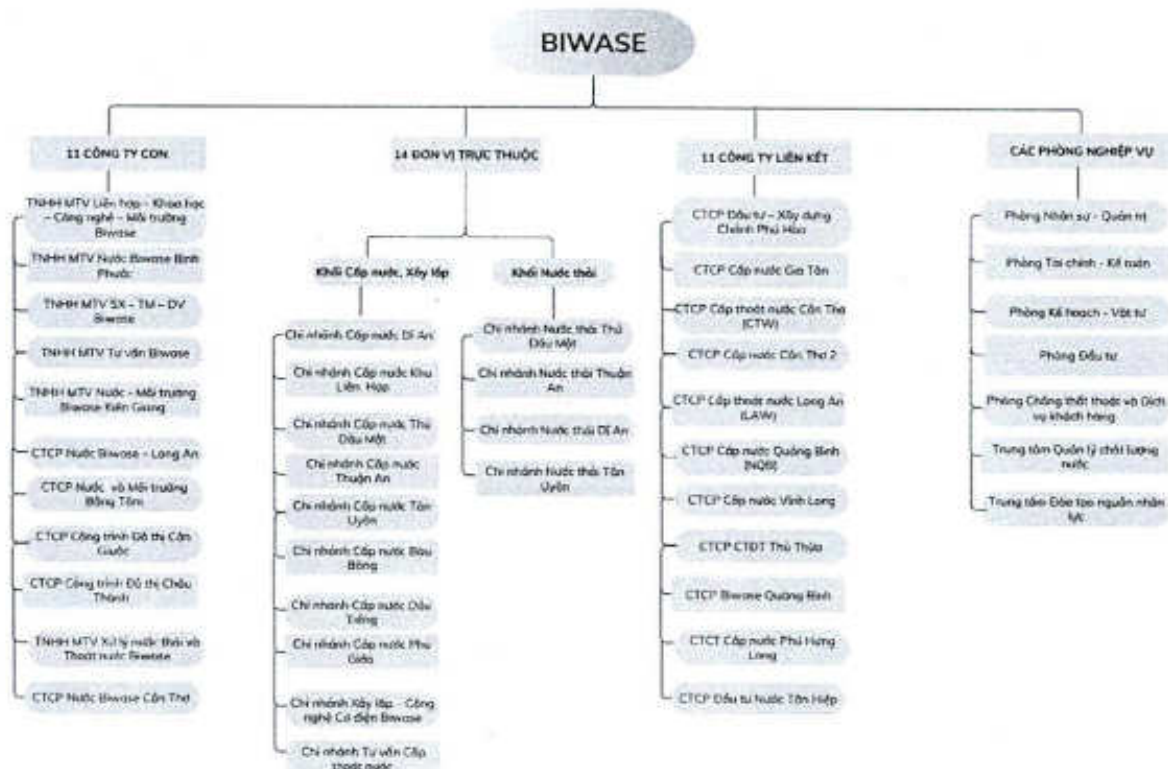 BIWASE
11 CÔNG TY CON
TNHH MTV Liên hợp - Khoa học
- Công nghệ - Môi trường
Biwase
TNHH MTV Nước Biwase Bình
Phước
TNHH MTV SX - TM - DV
Biwase
TNHH MTV Tư vấn Biwase
TNHH MTV Nước - Môi trường
Biwase Kiên Giang
CTCP Nước Biwase - Long An
CTCP Nước và Môi trường
Bằng Tâm
CTCP Công trình Đô thị Cần
Giuộc
CTCP Công trình Đô thị Châu
Thành
TNHH MTV Xử lý nước thải và
Thoát nước Biwase
CTCP Nước Biwase Cần Thơ
14 ĐƠN VỊ TRỰC THUỘC
Khối Cấp nước, Xây lắp
Chi nhánh Cấp nước Dĩ An
Chi nhánh Cấp nước Khu
Liên Hợp
Chi nhánh Cấp nước Thủ
Dầu Một
Chi nhánh Cấp nước
Thuận An
Chi nhánh Cấp nước Tân
Uyên
Chi nhánh Cấp nước Bàu
Bàng
Chi nhánh Cấp nước Dầu
Tiếng
Chi nhánh Cấp nước Phú
Giáo
Chi nhánh Xây lắp - Công
nghệ Cơ điện Biwase
Chi nhánh Tư vấn Cấp
thoát nước
Khối Nước thải
Chi nhánh Nước thải Thủ
Dầu Một
Chi nhánh Nước thải Thuận
An
Chi nhánh Nước thải Dĩ An
Chi nhánh Nước thải Tân
Uyên
11 CÔNG TY LIÊN KẾT
CTCP Đầu tư - Xây dựng
Chánh Phú Hòa
CTCP Cấp nước Gia Tân
CTCP Cấp thoát nước Cần Thơ
(CTW)
CTCP Cấp nước Cần Thơ 2
CTCP Cấp thoát nước Long An
(LAW)
CTCP Cấp nước Quảng Bình
(NQB)
CTCP Cấp nước Vĩnh Long
CTCP CTĐT Thủ Thừa
CTCP Biwase Quảng Bình
CTCT Cấp nước Phú Hưng
Long
CTCP Đầu tư Nước Tân Hiệp
CÁC PHÒNG NGHIỆP VỤ
Phòng Nhân sự - Quản trị
Phòng Tài chính - Kế toán
Phòng Kế hoạch - Vật tư
Phòng Đầu tư
Phòng Chống thất thoát và Dịch
vụ khách hàng
Trung tâm Quản lý chất lượng
nước
Trung tâm Đào tạo nguồn nhân
lực